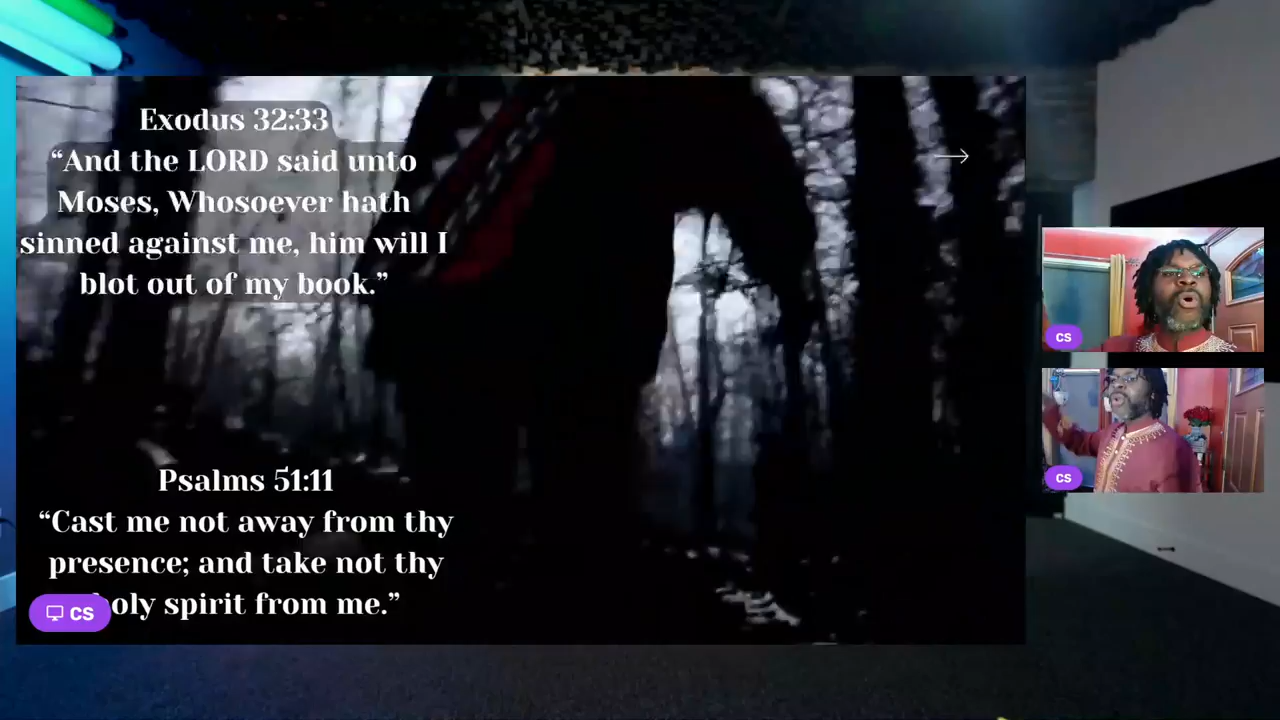 Exodus 32:33
“And the LORD said unto
Moses, Whosoever hath
sinned against me, him will I
blot out of my book.”
Psalms 51:11
“Cast me not away from thy
presence; and take not thy
holy spirit from me.”
CS
CS
CS